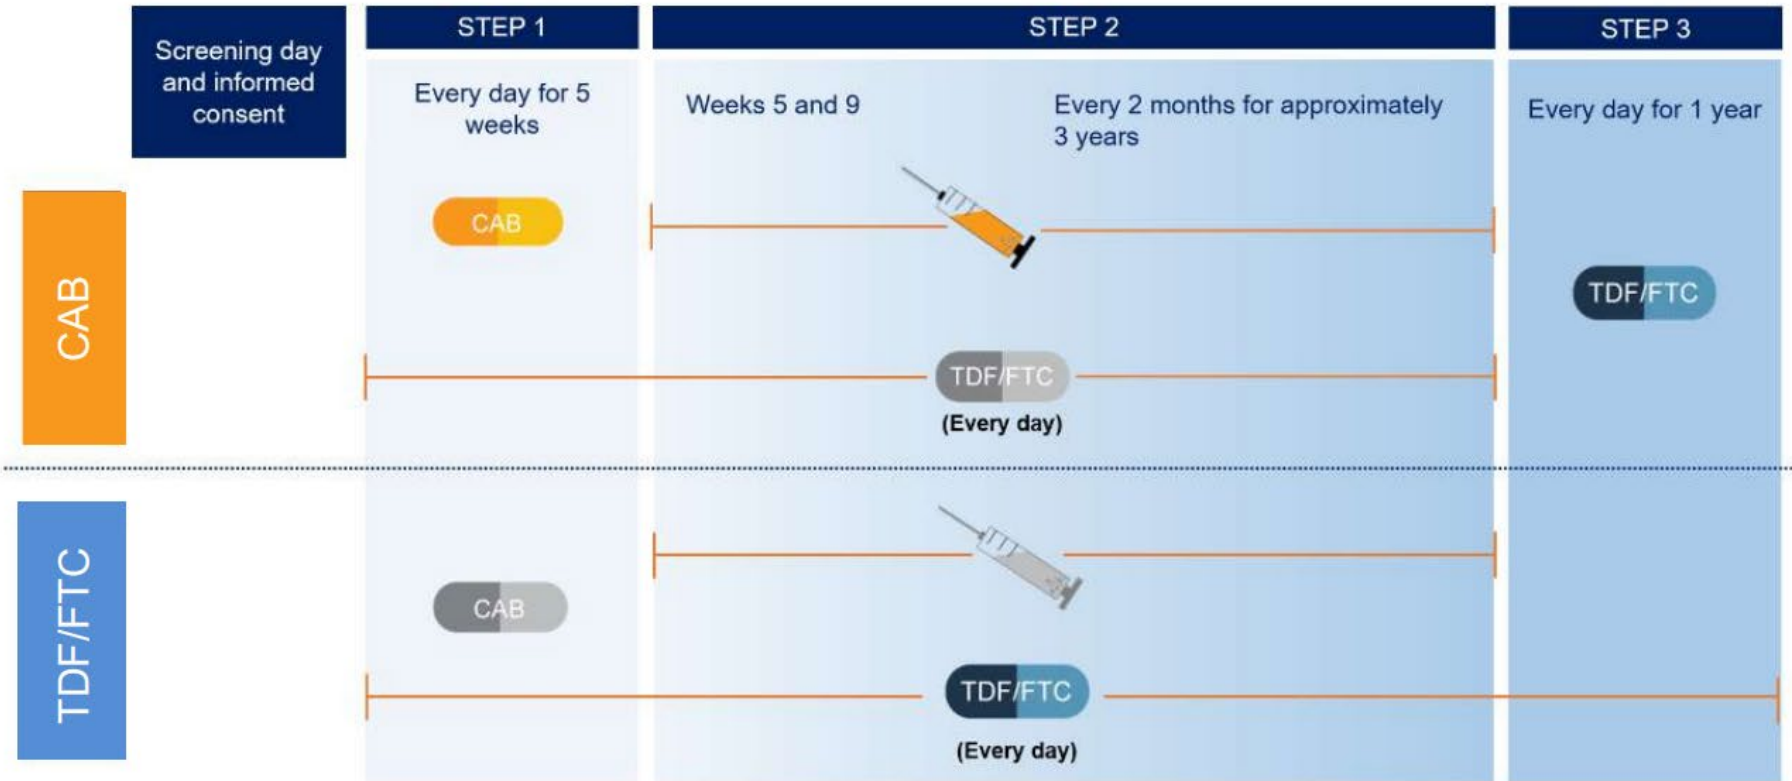 Screening day
and informed
consent
STEP 1
STEP 2
STEP 3
Every day for 5
weeks
Weeks 5 and 9
Every 2 months for approximately
3 years
Every day for 1 year
CAB
CAB
TDF/FTC
TDF/FTC
(Every day)
TDF/FTC
CAB
TDF/FTC
(Every day)